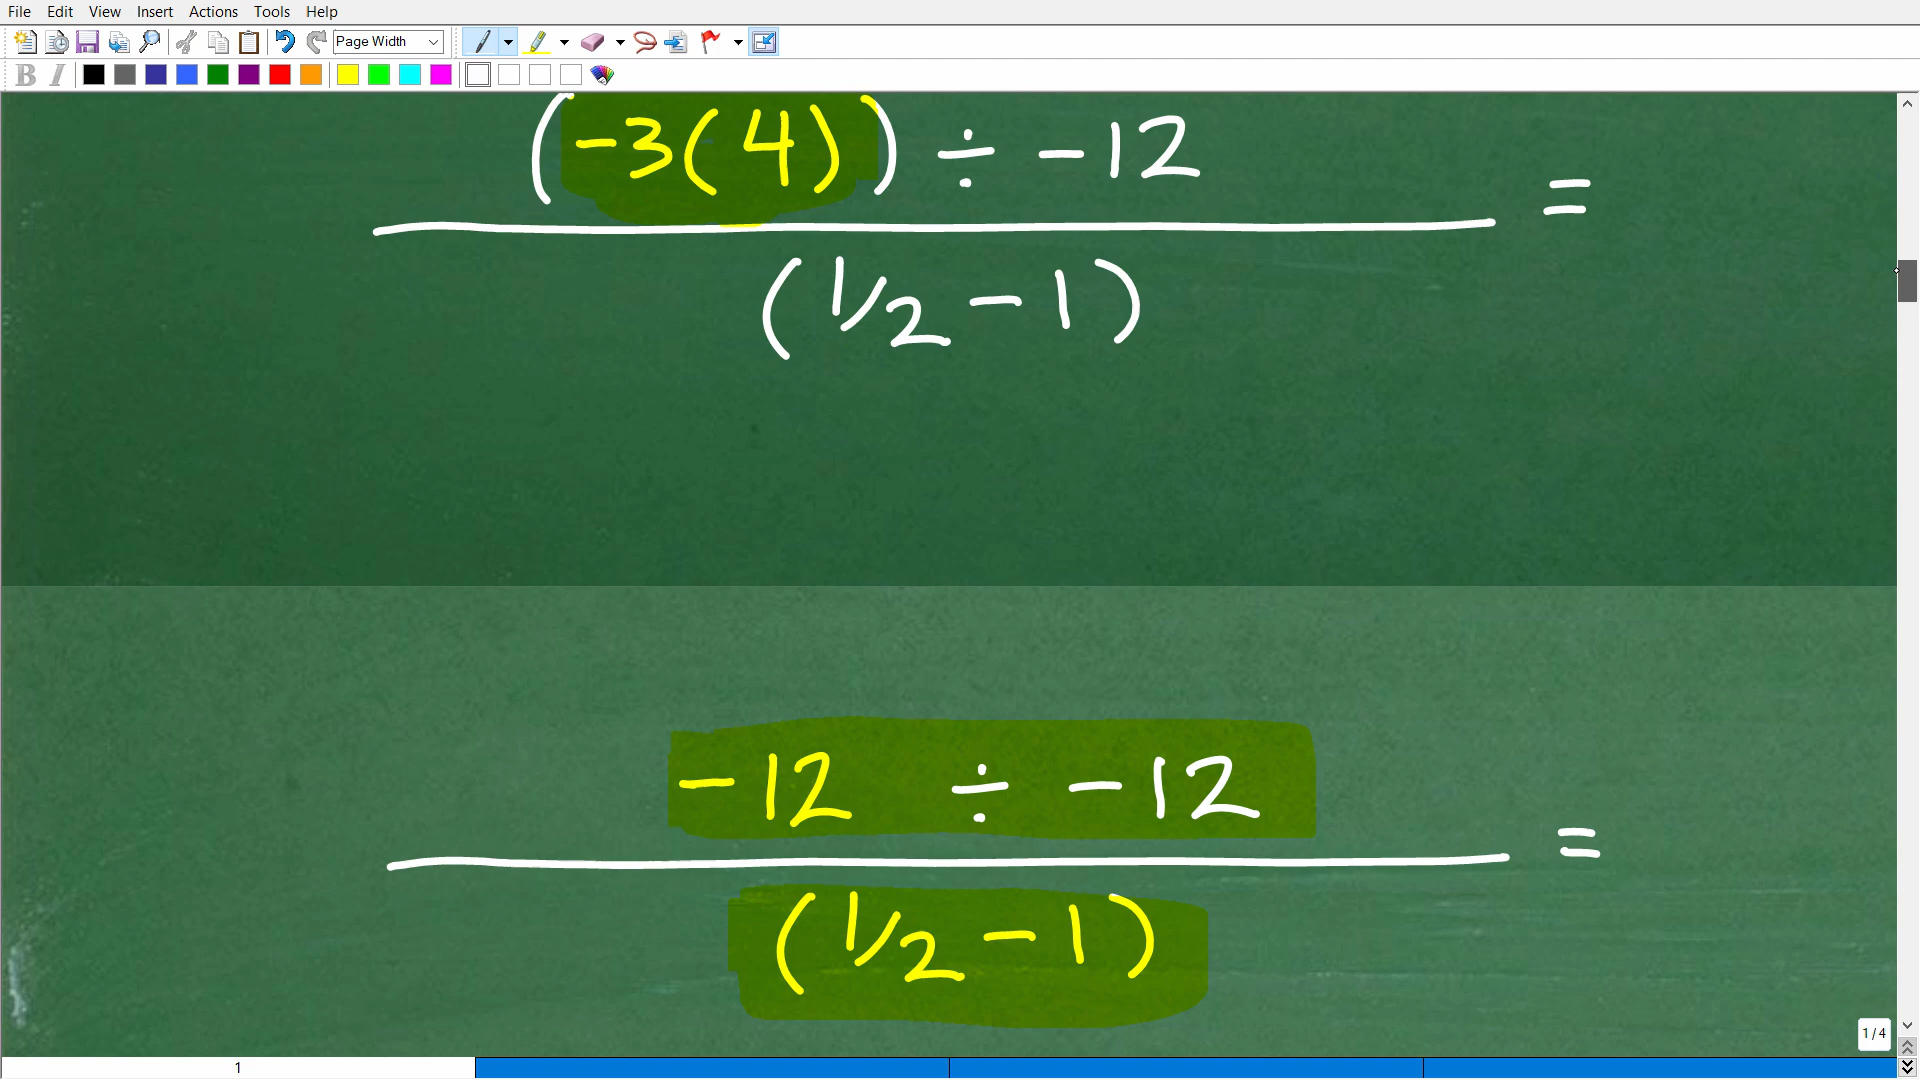 File Edit View Insert Actions Tools Help
Page Width
B I
(-3(4)) ÷ -12
=
(1/2 - 1)
-12 ÷ -12
=
(1/2 - 1)
1 / 4
1